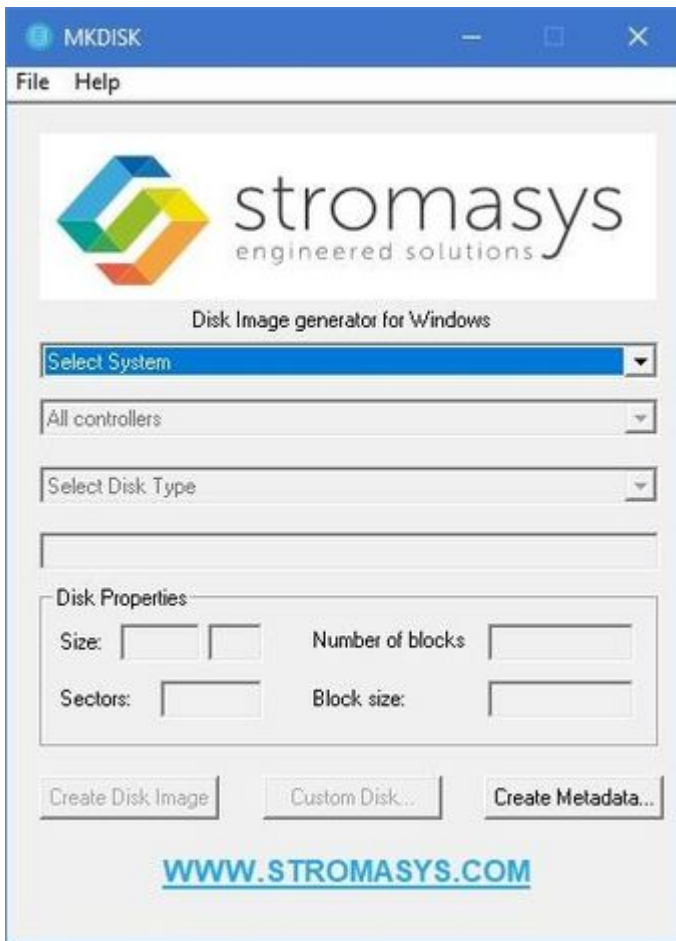 MKDISK
File Help
stromasys
engineered solutions
Disk Image generator for Windows
Select System
All controllers
Select Disk Type
Disk Properties
Size: Number of blocks
Sectors: Block size:
Create Disk Image Custom Disk... Create Metadata...
WWW.STROMASYS.COM